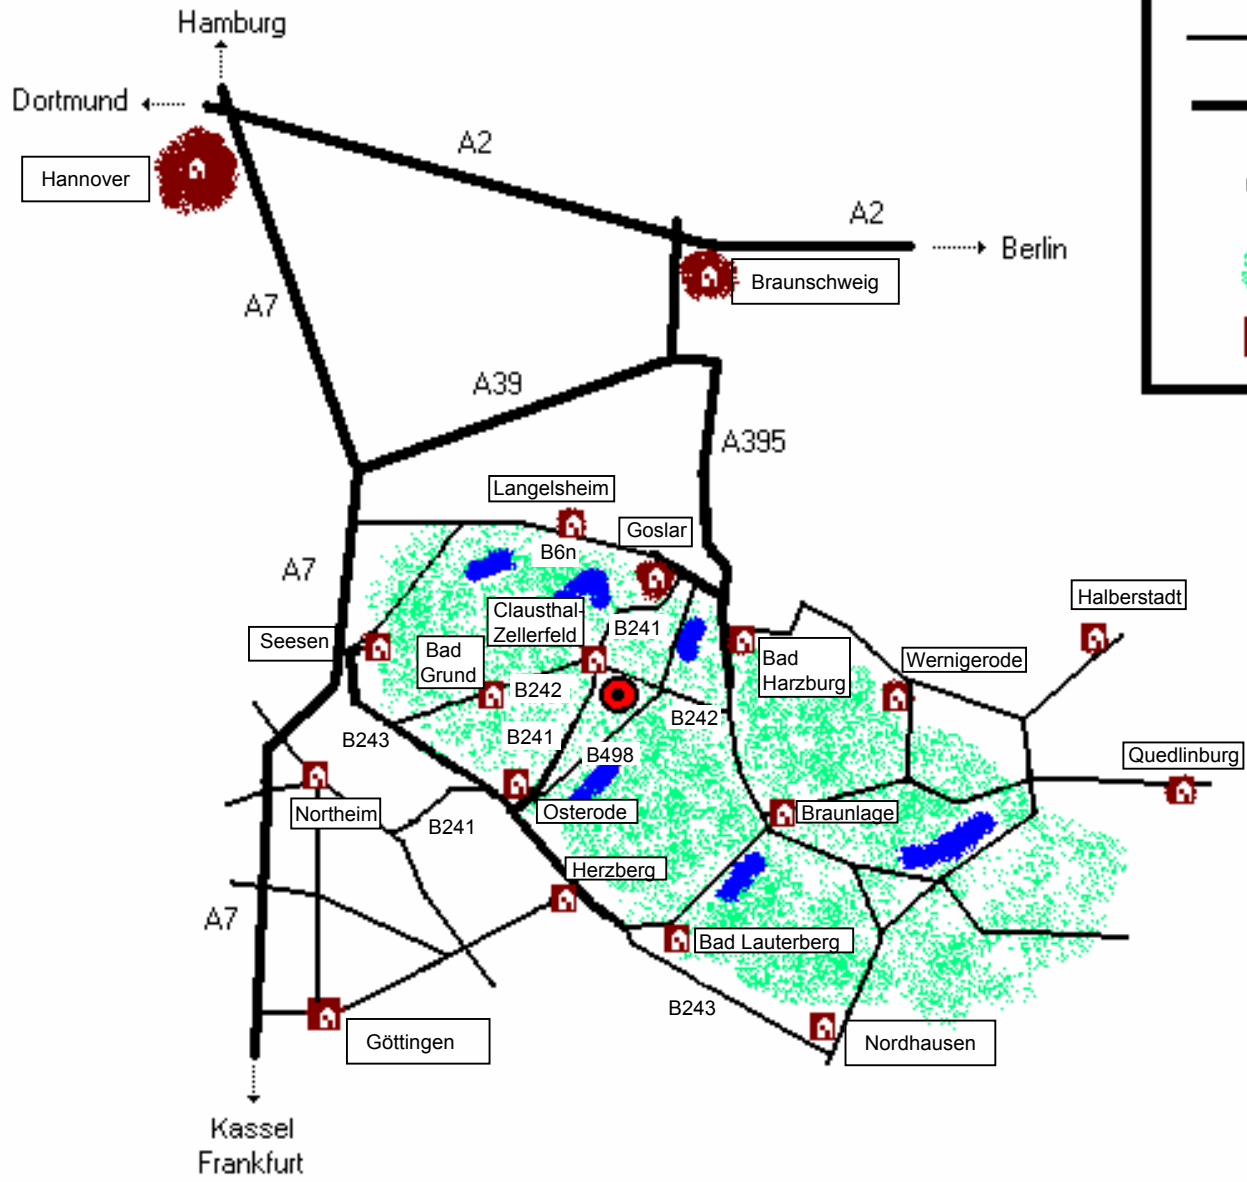 Hamburg
Dortmund
A2
Hannover
A2
Berlin
Braunschweig
A7
A39
A395
Langelsheim
Goslar
B6n
A7
Halberstadt
Clausthal-
Zellerfeld
B241
Seesen
Bad
Grund
Bad
Harzburg
Wernigerode
B242
B242
B243
B241
B498
Quedlinburg
Northeim
Osterode
Braunlage
B241
Herzberg
A7
Bad Lauterberg
B243
Göttingen
Nordhausen
Kassel
Frankfurt